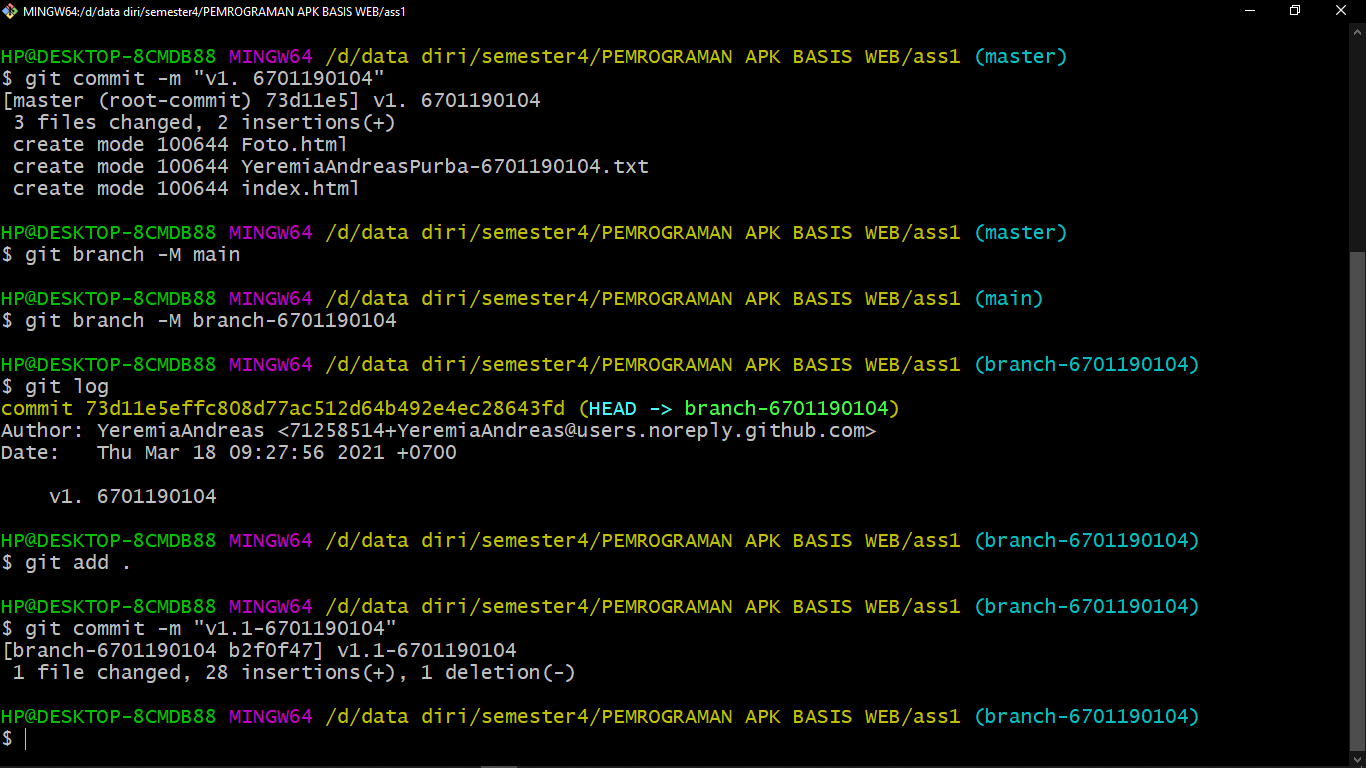 MINGW64:/d/data diri/semester4/PEMROGRAMAN APK BASIS WEB/ass1
HP@DESKTOP-8CMDB88 MINGW64 /d/data diri/semester4/PEMROGRAMAN APK BASIS WEB/ass1 (master)
$ git commit -m "v1. 6701190104"
[master (root-commit) 73d11e5] v1. 6701190104
 3 files changed, 2 insertions(+)
 create mode 100644 Foto.html
 create mode 100644 YeremiaAndreasPurba-6701190104.txt
 create mode 100644 index.html
HP@DESKTOP-8CMDB88 MINGW64 /d/data diri/semester4/PEMROGRAMAN APK BASIS WEB/ass1 (master)
$ git branch -M main
HP@DESKTOP-8CMDB88 MINGW64 /d/data diri/semester4/PEMROGRAMAN APK BASIS WEB/ass1 (main)
$ git branch -M branch-6701190104
HP@DESKTOP-8CMDB88 MINGW64 /d/data diri/semester4/PEMROGRAMAN APK BASIS WEB/ass1 (branch-6701190104)
$ git log
commit 73d11e5effc808d77ac512d64b492e4ec28643fd (HEAD -> branch-6701190104)
Author: YeremiaAndreas <71258514+YeremiaAndreas@users.noreply.github.com>
Date:   Thu Mar 18 09:27:56 2021 +0700
    v1. 6701190104
HP@DESKTOP-8CMDB88 MINGW64 /d/data diri/semester4/PEMROGRAMAN APK BASIS WEB/ass1 (branch-6701190104)
$ git add .
HP@DESKTOP-8CMDB88 MINGW64 /d/data diri/semester4/PEMROGRAMAN APK BASIS WEB/ass1 (branch-6701190104)
$ git commit -m "v1.1-6701190104"
[branch-6701190104 b2f0f47] v1.1-6701190104
 1 file changed, 28 insertions(+), 1 deletion(-)
HP@DESKTOP-8CMDB88 MINGW64 /d/data diri/semester4/PEMROGRAMAN APK BASIS WEB/ass1 (branch-6701190104)
$